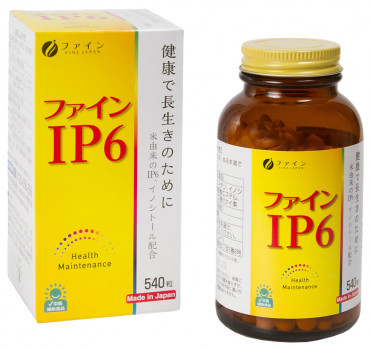 ファイン
FINE JAPAN
健康で長生きのために
米由来のIP6、イノシトール配合
ファイン
IP6
Health
Maintenance
540粒
Made in Japan
ファイン
健康で長生きのために
米由来のIP6、イノシトール配合
ファイン
IP6
Health
Maintenance
540
Made in Japan